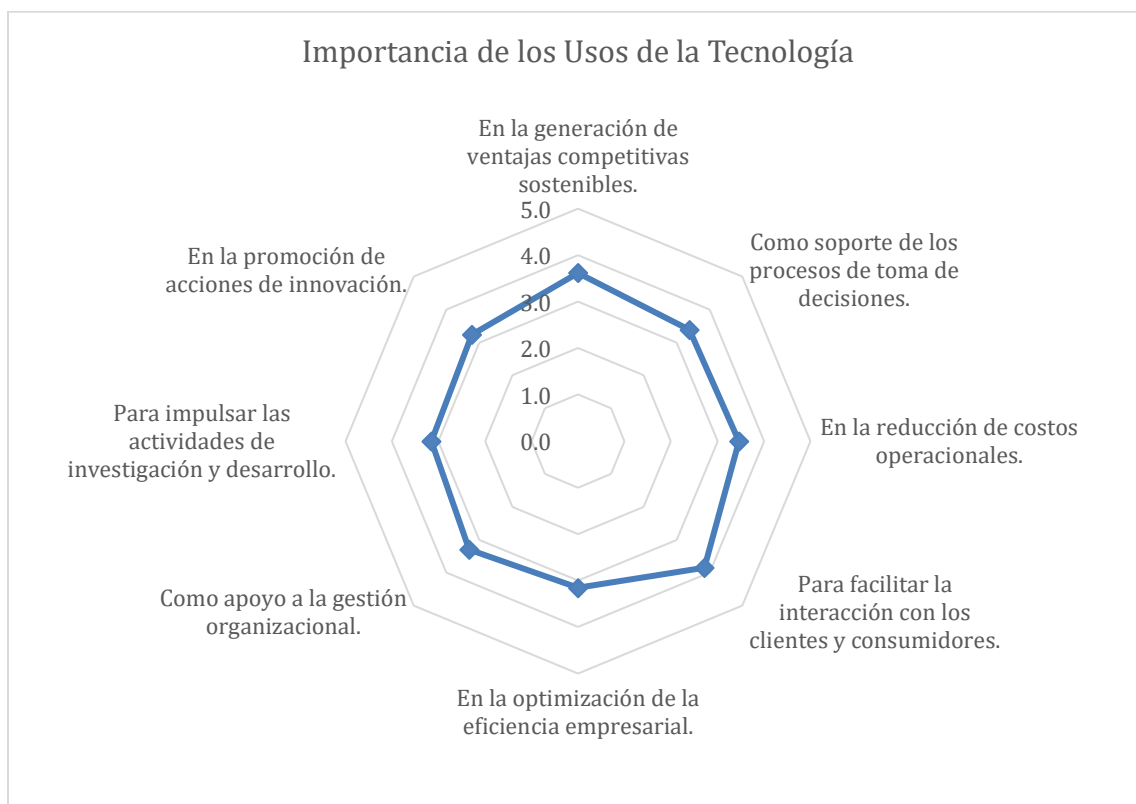 Importancia de los Usos de la Tecnología
En la generación de
ventajas competitivas
sostenibles.
5.0
4.0
3.0
2.0
1.0
0.0
Como soporte de los
procesos de toma de
decisiones.
En la reducción de costos
operacionales.
Para facilitar la
interacción con los
clientes y consumidores.
En la optimización de la
eficiencia empresarial.
Como apoyo a la gestión
organizacional.
Para impulsar las
actividades de
investigación y desarrollo.
En la promoción de
acciones de innovación.